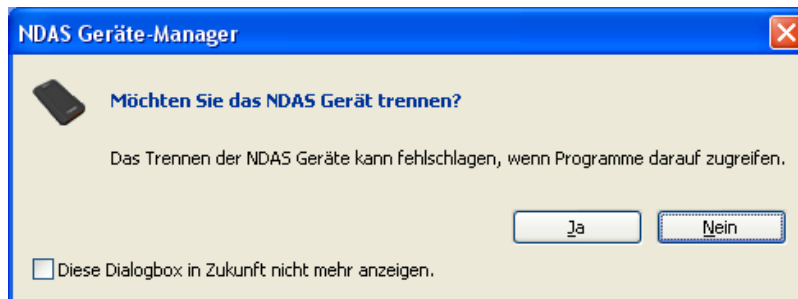 NDAS Geräte-Manager
Möchten Sie das NDAS Gerät trennen?
Das Trennen der NDAS Geräte kann fehlschlagen, wenn Programme darauf zugreifen.
Ja
Nein
Diese Dialogbox in Zukunft nicht mehr anzeigen.